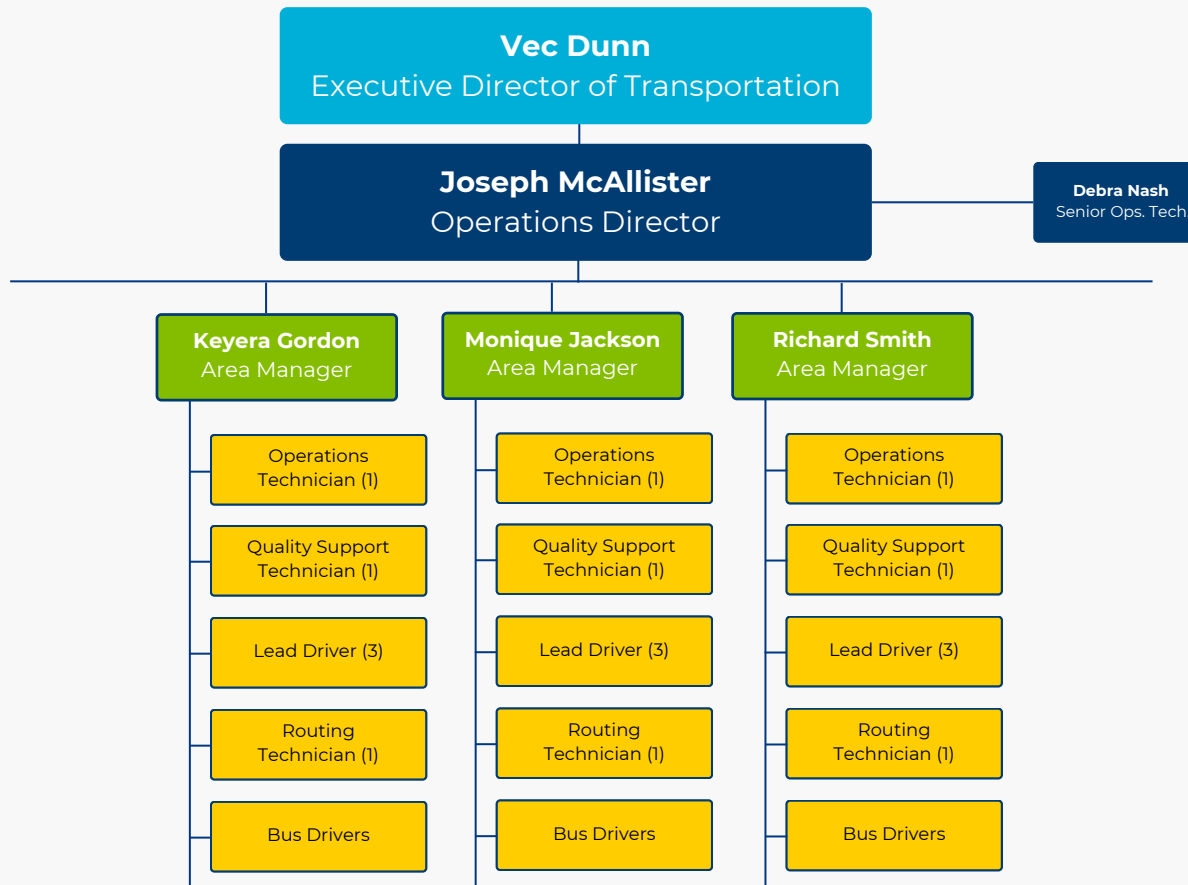 Vec Dunn
Executive Director of Transportation
Joseph McAllister
Operations Director
Debra Nash
Senior Ops. Tech.
Keyera Gordon
Area Manager
Monique Jackson
Area Manager
Richard Smith
Area Manager
Operations
Technician (1)
Quality Support
Technician (1)
Lead Driver (3)
Routing
Technician (1)
Bus Drivers
Operations
Technician (1)
Quality Support
Technician (1)
Lead Driver (3)
Routing
Technician (1)
Bus Drivers
Operations
Technician (1)
Quality Support
Technician (1)
Lead Driver (3)
Routing
Technician (1)
Bus Drivers